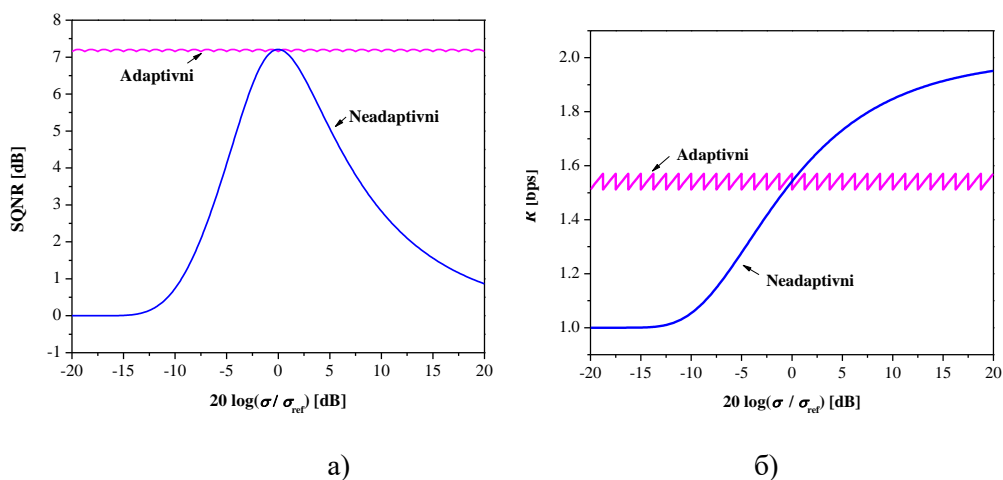 8
7
6
5
4
3
2
1
0
-1
SQNR [dB]
Adaptivni
Neadaptivni
-20 -15 -10 -5 0 5 10 15 20
20 log(σ/ σref) [dB]
а)
2.0
1.8
1.6
1.4
1.2
1.0
R [bps]
Adaptivni
Neadaptivni
-20 -15 -10 -5 0 5 10 15 20
20 log(σ / σref) [dB]
б)